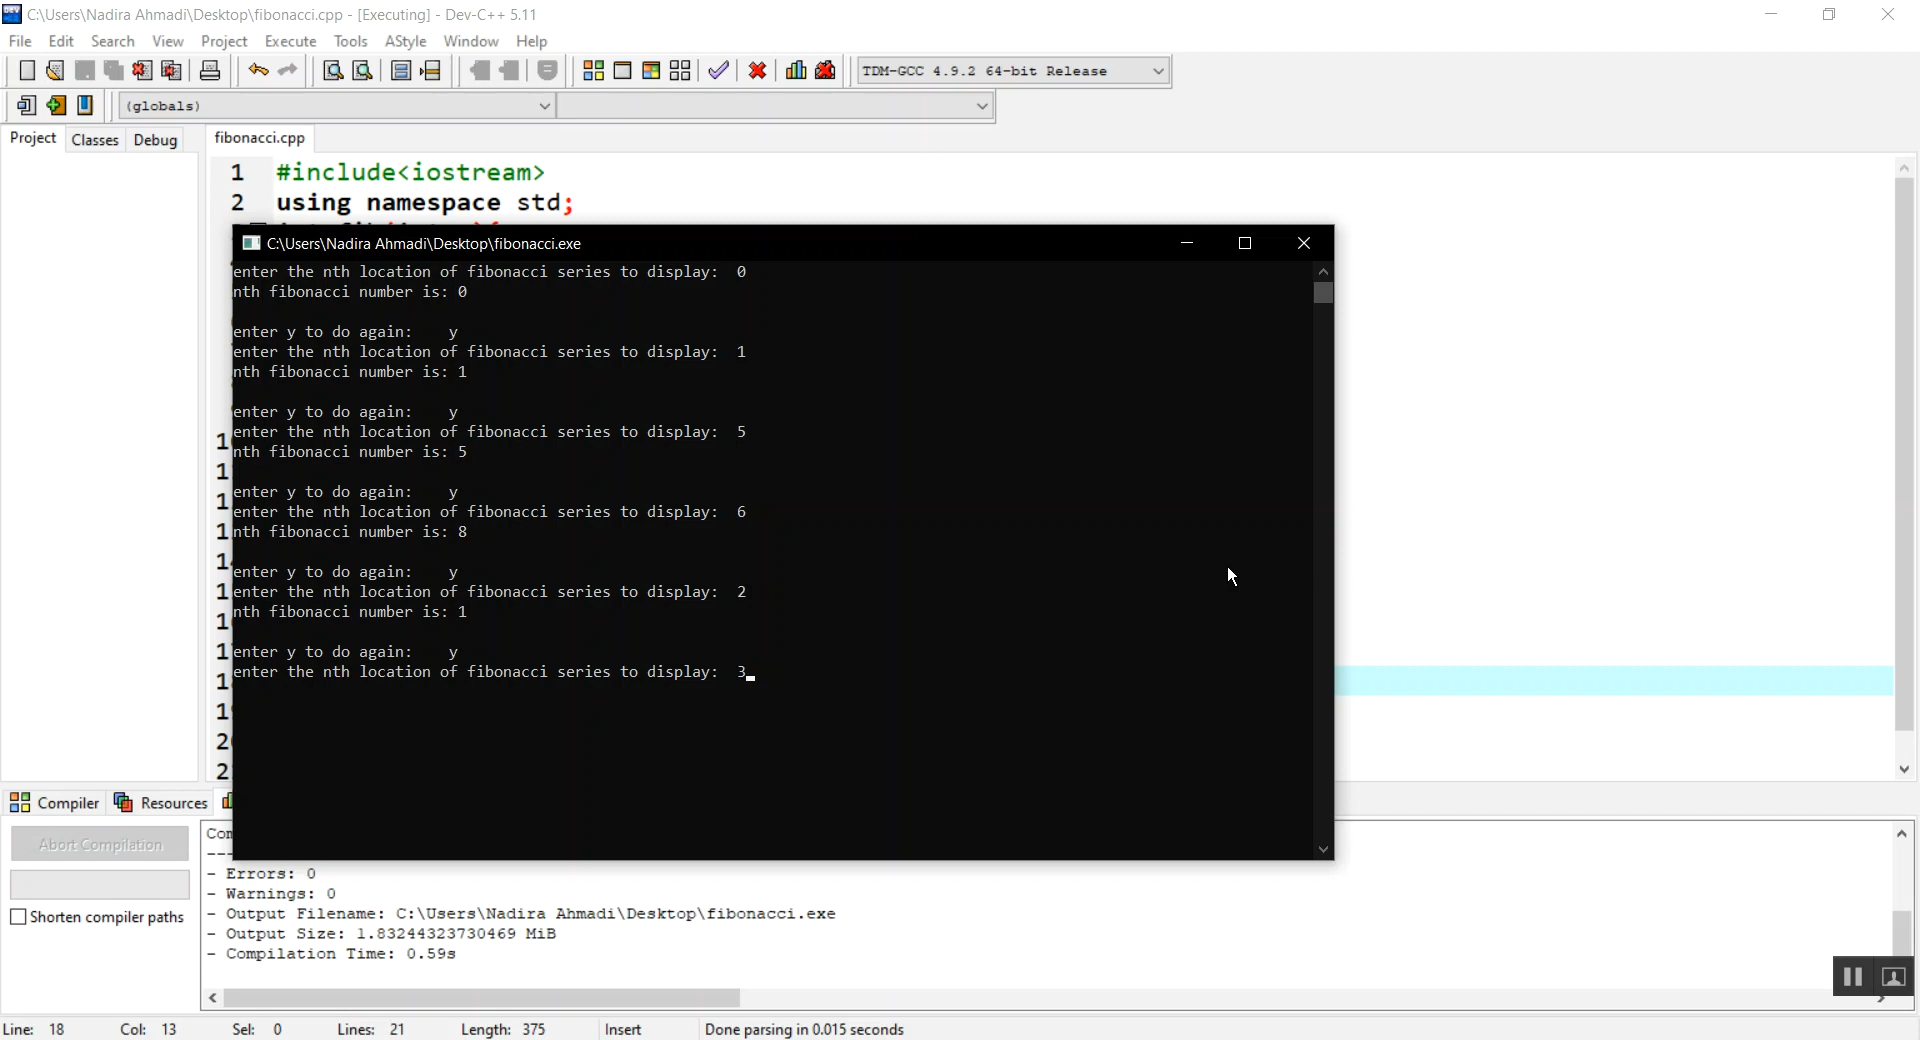 C:\Users\Nadira Ahmadi\Desktop\fibonacci.cpp - [Executing] - Dev-C++ 5.11
File Edit Search View Project Execute Tools AStyle Window Help
TDM-GCC 4.9.2 64-bit Release
(globals)
Project Classes Debug
fibonacci.cpp
1 #include<iostream>
2 using namespace std;
C:\Users\Nadira Ahmadi\Desktop\fibonacci.exe
enter the nth location of fibonacci series to display: 0
nth fibonacci number is: 0
enter y to do again: y
enter the nth location of fibonacci series to display: 1
nth fibonacci number is: 1
enter y to do again: y
enter the nth location of fibonacci series to display: 5
nth fibonacci number is: 5
enter y to do again: y
enter the nth location of fibonacci series to display: 6
nth fibonacci number is: 8
enter y to do again: y
enter the nth location of fibonacci series to display: 2
nth fibonacci number is: 1
enter y to do again: y
enter the nth location of fibonacci series to display: 3
19
Compiler Resources
Abort Compilation
Shorten compiler paths
- Errors: 0
- Warnings: 0
- Output Filename: C:\Users\Nadira Ahmadi\Desktop\fibonacci.exe
- Output Size: 1.83244323730469 MiB
- Compilation Time: 0.59s
Line: 18 Col: 13 Sel: 0 Lines: 21 Length: 375 Insert Done parsing in 0.015 seconds